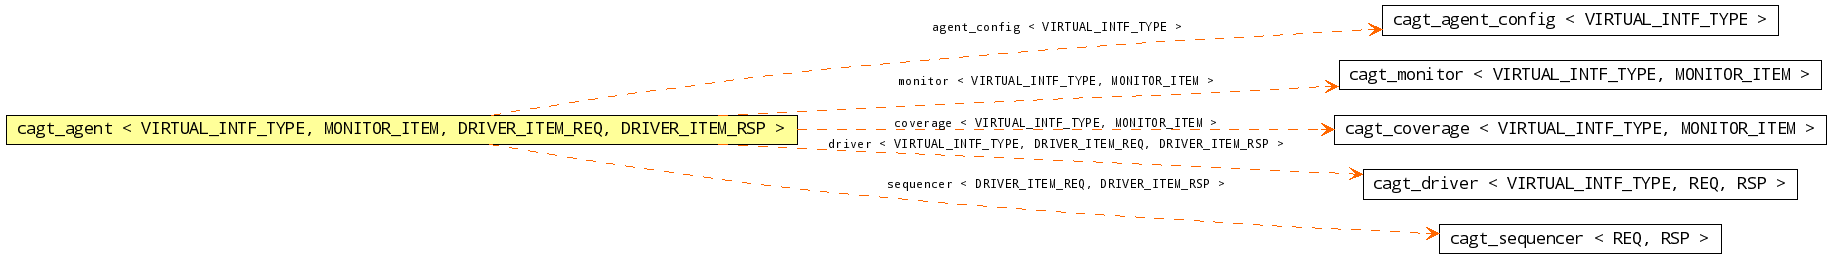 agent_config < VIRTUAL_INTF_TYPE >
cagt_agent_config < VIRTUAL_INTF_TYPE >
monitor < VIRTUAL_INTF_TYPE, MONITOR_ITEM >
cagt_monitor < VIRTUAL_INTF_TYPE, MONITOR_ITEM >
cagt_agent < VIRTUAL_INTF_TYPE, MONITOR_ITEM, DRIVER_ITEM_REQ, DRIVER_ITEM_RSP >
coverage < VIRTUAL_INTF_TYPE, MONITOR_ITEM >
cagt_coverage < VIRTUAL_INTF_TYPE, MONITOR_ITEM >
driver < VIRTUAL_INTF_TYPE, DRIVER_ITEM_REQ, DRIVER_ITEM_RSP >
cagt_driver < VIRTUAL_INTF_TYPE, REQ, RSP >
sequencer < DRIVER_ITEM_REQ, DRIVER_ITEM_RSP >
cagt_sequencer < REQ, RSP >